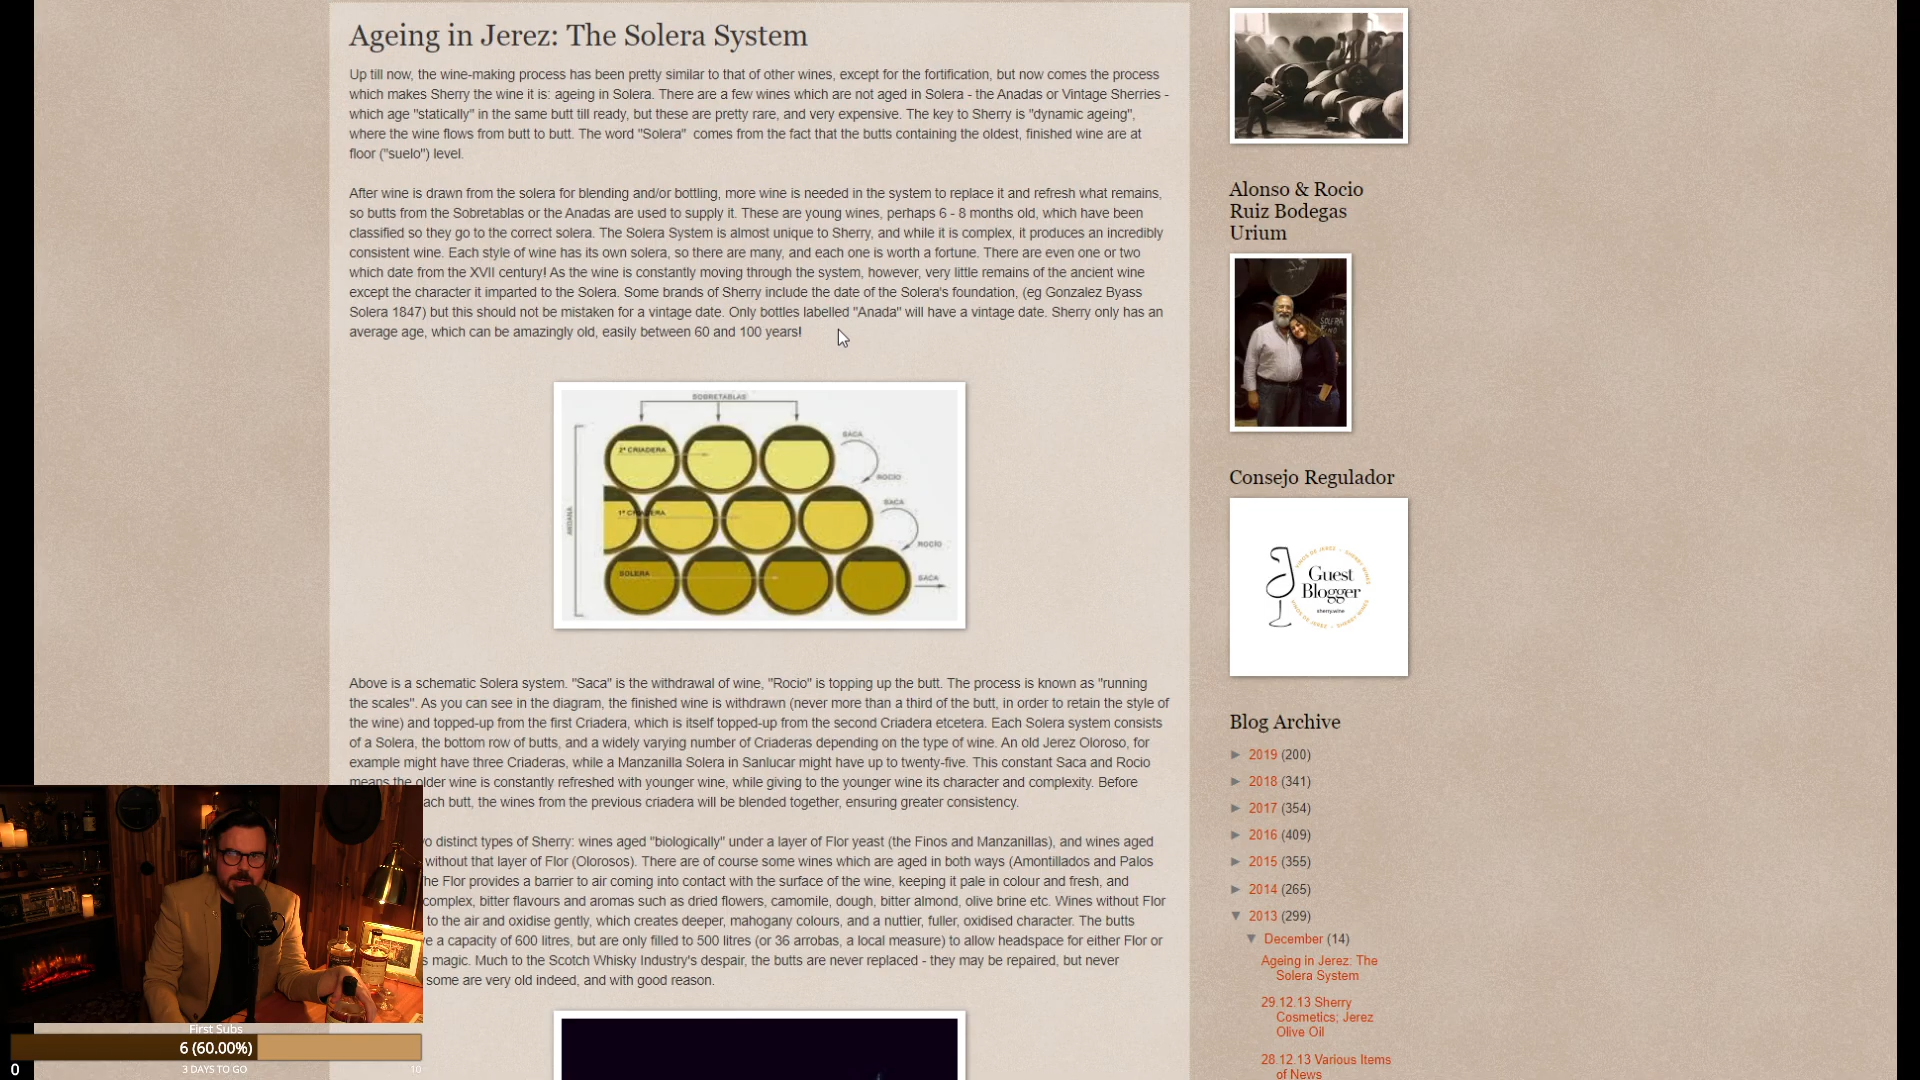 Ageing in Jerez: The Solera System
Up till now, the wine-making process has been pretty similar to that of other wines, except for the fortification, but now comes the process
which makes Sherry the wine it is: ageing in Solera. There are a few wines which are not aged in Solera - the Anadas or Vintage Sherries -
which age "statically" in the same butt till ready, but these are pretty rare, and very expensive. The key to Sherry is "dynamic ageing",
where the wine flows from butt to butt. The word "Solera"  comes from the fact that the butts containing the oldest, finished wine are at
floor ("suelo") level.
After wine is drawn from the solera for blending and/or bottling, more wine is needed in the system to replace it and refresh what remains,
so butts from the Sobretablas or the Anadas are used to supply it. These are young wines, perhaps 6 - 8 months old, which have been
classified so they go to the correct solera. The Solera System is almost unique to Sherry, and while it is complex, it produces an incredibly
consistent wine. Each style of wine has its own solera, so there are many, and each one is worth a fortune. There are even one or two
which date from the XVII century! As the wine is constantly moving through the system, however, very little remains of the ancient wine
except the character it imparted to the Solera. Some brands of Sherry include the date of the Solera's foundation, (eg Gonzalez Byass
Solera 1847) but this should not be mistaken for a vintage date. Only bottles labelled "Anada" will have a vintage date. Sherry only has an
average age, which can be amazingly old, easily between 60 and 100 years!
SOBRETABLAS
2ª CRIADERA
SACA
ROCIO
1ª CRIADERA
SACA
ROCIO
ANDANA
SOLERA
SACA
Above is a schematic Solera system. "Saca" is the withdrawal of wine, "Rocio" is topping up the butt. The process is known as "running
the scales". As you can see in the diagram, the finished wine is withdrawn (never more than a third of the butt, in order to retain the style of
the wine) and topped-up from the first Criadera, which is itself topped-up from the second Criadera etcetera. Each Solera system consists
of a Solera, the bottom row of butts, and a widely varying number of Criaderas depending on the type of wine. An old Jerez Oloroso, for
example might have three Criaderas, while a Manzanilla Solera in Sanlucar might have up to twenty-five. This constant Saca and Rocio
means the older wine is constantly refreshed with younger wine, while giving to the younger wine its character and complexity. Before
ach butt, the wines from the previous criadera will be blended together, ensuring greater consistency.
o distinct types of Sherry: wines aged "biologically" under a layer of Flor yeast (the Finos and Manzanillas), and wines aged
without that layer of Flor (Olorosos). There are of course some wines which are aged in both ways (Amontillados and Palos
he Flor provides a barrier to air coming into contact with the surface of the wine, keeping it pale in colour and fresh, and
complex, bitter flavours and aromas such as dried flowers, camomile, dough, bitter almond, olive brine etc. Wines without Flor
to the air and oxidise gently, which creates deeper, mahogany colours, and a nuttier, fuller, oxidised character. The butts
e a capacity of 600 litres, but are only filled to 500 litres (or 36 arrobas, a local measure) to allow headspace for either Flor or
s magic. Much to the Scotch Whisky Industry's despair, the butts are never replaced - they may be repaired, but never
some are very old indeed, and with good reason.
Alonso & Rocio
Ruiz Bodegas
Urium
SOLERA
Consejo Regulador
VINOS DE JEREZ · SHERRY WINES
Guest
Blogger
sherry.wine
VINOS DE JEREZ · SHERRY WINES
Blog Archive
► 2019 (200)
► 2018 (341)
► 2017 (354)
► 2016 (409)
► 2015 (355)
► 2014 (265)
▼ 2013 (299)
▼ December (14)
Ageing in Jerez: The
Solera System
29.12.13 Sherry
Cosmetics; Jerez
Olive Oil
28.12.13 Various Items
of News
First Subs
6 (60.00%)
0
3 DAYS TO GO
10